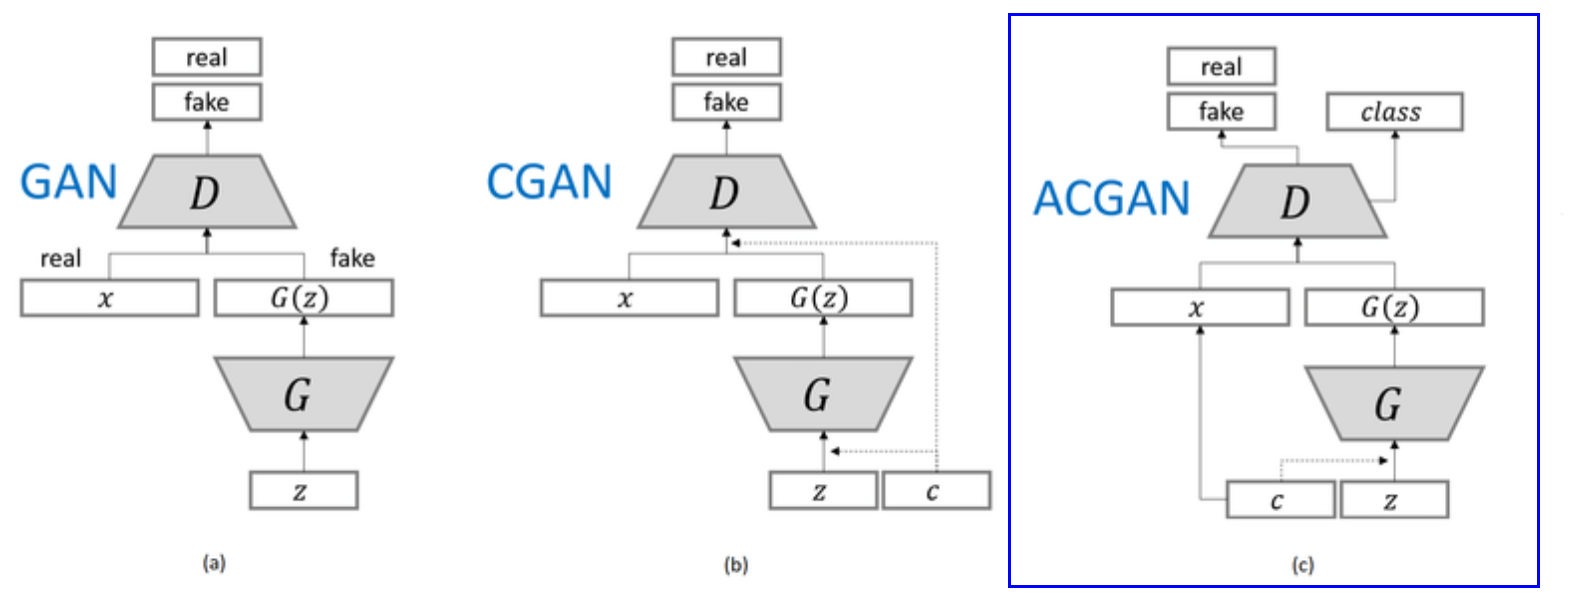 real
fake
GAN
D
real
fake
x
G(z)
G
z
(a)
real
fake
CGAN
D
x
G(z)
G
z
c
(b)
real
fake
class
ACGAN
D
x
G(z)
G
c
z
(c)